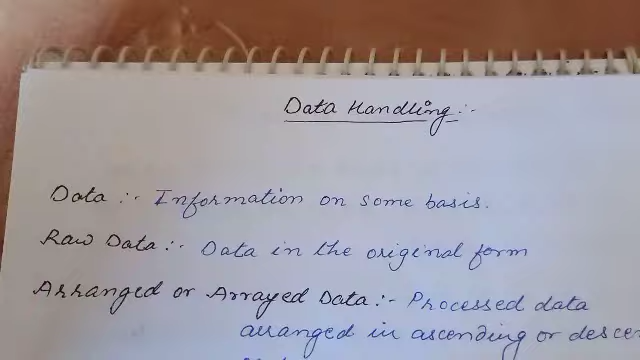 Data Handling :-
Data :- Information on some basis.
Raw Data :- Data in the original form
Arranged or Arrayed Data :- Processed data
arranged in ascending or descen